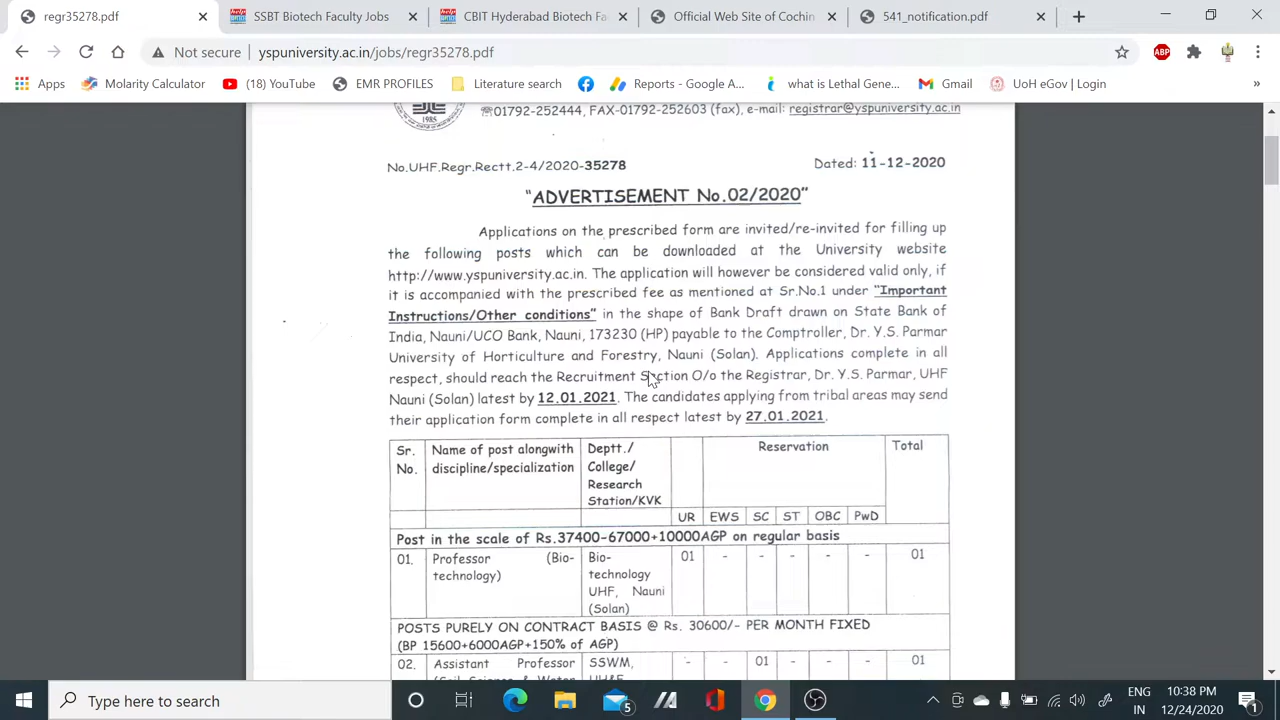 regr35278.pdf
SSBT Biotech Faculty Jobs
CBIT Hyderabad Biotech Fa
Official Web Site of Cochin
541_notification.pdf
Not secure yspuniversity.ac.in/jobs/regr35278.pdf
ABP
Apps
Molarity Calculator
(18) YouTube
EMR PROFILES
Literature search
Reports - Google A...
what is Lethal Gene...
Gmail
UoH eGov | Login
1985
☏01792-252444, FAX-01792-252603 (fax), e-mail: registrar@yspuniversity.ac.in
No.UHF.Regr.Rectt.2-4/2020-35278 Dated: 11-12-2020
"ADVERTISEMENT No.02/2020"
Applications on the prescribed form are invited/re-invited for filling up
the following posts which can be downloaded at the University website
http://www.yspuniversity.ac.in. The application will however be considered valid only, if
it is accompanied with the prescribed fee as mentioned at Sr.No.1 under "Important
Instructions/Other conditions" in the shape of Bank Draft drawn on State Bank of
India, Nauni/UCO Bank, Nauni, 173230 (HP) payable to the Comptroller, Dr. Y.S. Parmar
University of Horticulture and Forestry, Nauni (Solan). Applications complete in all
respect, should reach the Recruitment Section O/o the Registrar, Dr. Y.S. Parmar, UHF
Nauni (Solan) latest by 12.01.2021. The candidates applying from tribal areas may send
their application form complete in all respect latest by 27.01.2021.
Sr. No.
Name of post alongwith discipline/specialization
Deptt./ College/ Research Station/KVK
Reservation
Total
UR EWS SC ST OBC PwD
Post in the scale of Rs.37400-67000+10000AGP on regular basis
01. Professor (Bio- Bio- 01 - - - - - 01
technology) technology
UHF, Nauni
(Solan)
POSTS PURELY ON CONTRACT BASIS @ Rs. 30600/- PER MONTH FIXED
(BP 15600+6000AGP+150% of AGP)
02. Assistant Professor SSWM, - - 01 - - - 01
(Soil Science & Water UH&F
Type here to search
5
ENG
IN
10:38 PM
12/24/2020
1